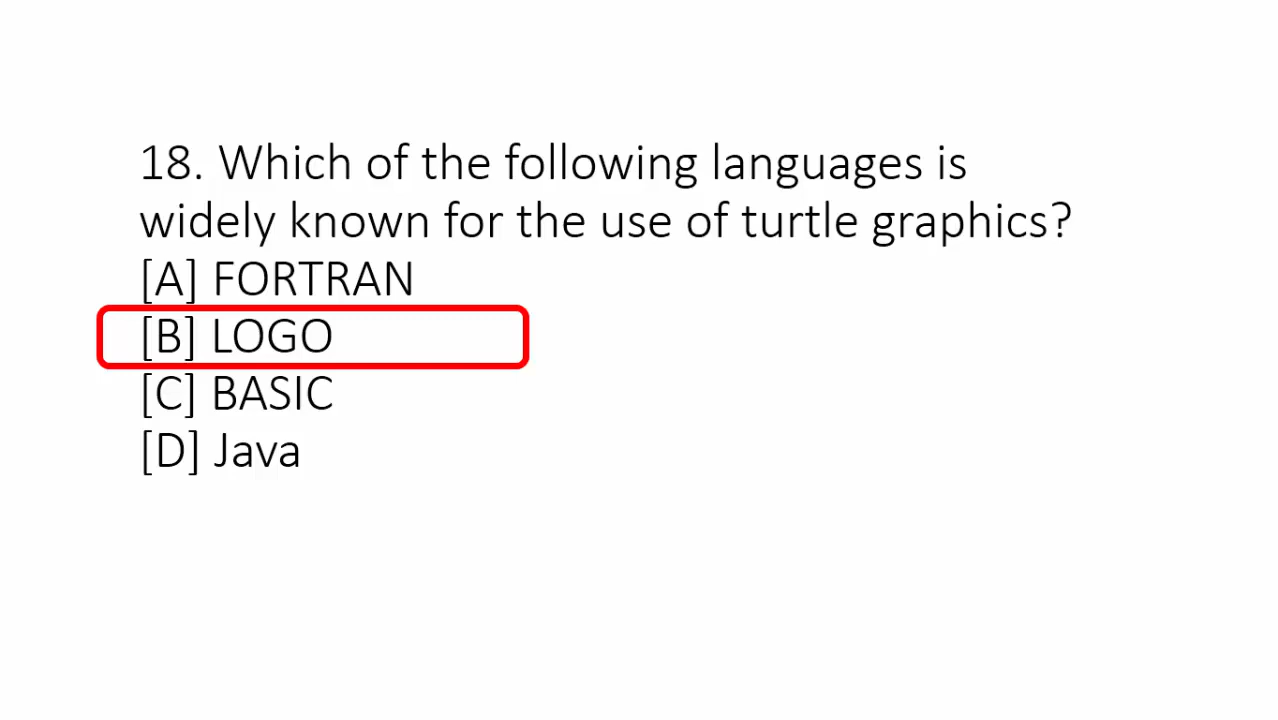 18. Which of the following languages is
widely known for the use of turtle graphics?
[A] FORTRAN
[B] LOGO
[C] BASIC
[D] Java